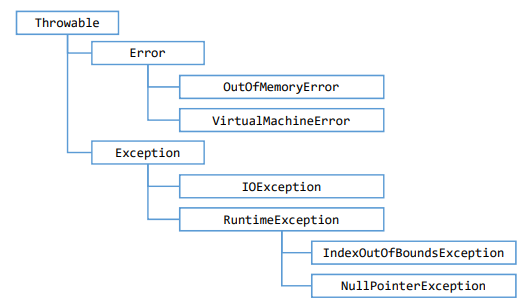 Throwable
Error
OutOfMemoryError
VirtualMachineError
Exception
IOException
RuntimeException
IndexOutOfBoundsException
NullPointerException